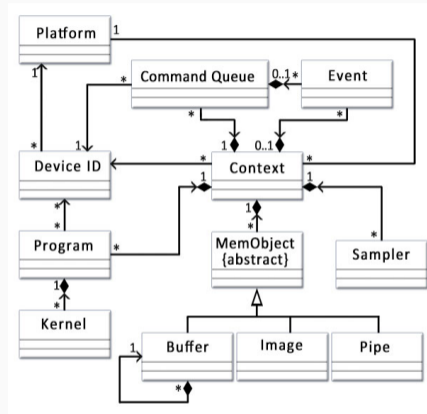 Platform
1
1
*
Command Queue
0..1
*
Event
*
*
*
1
*
1
0..1
Device ID
*
Context
*
1
1
*
*
1
*
Program
*
MemObject
{abstract}
*
Sampler
1
*
Kernel
1
Buffer
Image
Pipe
*